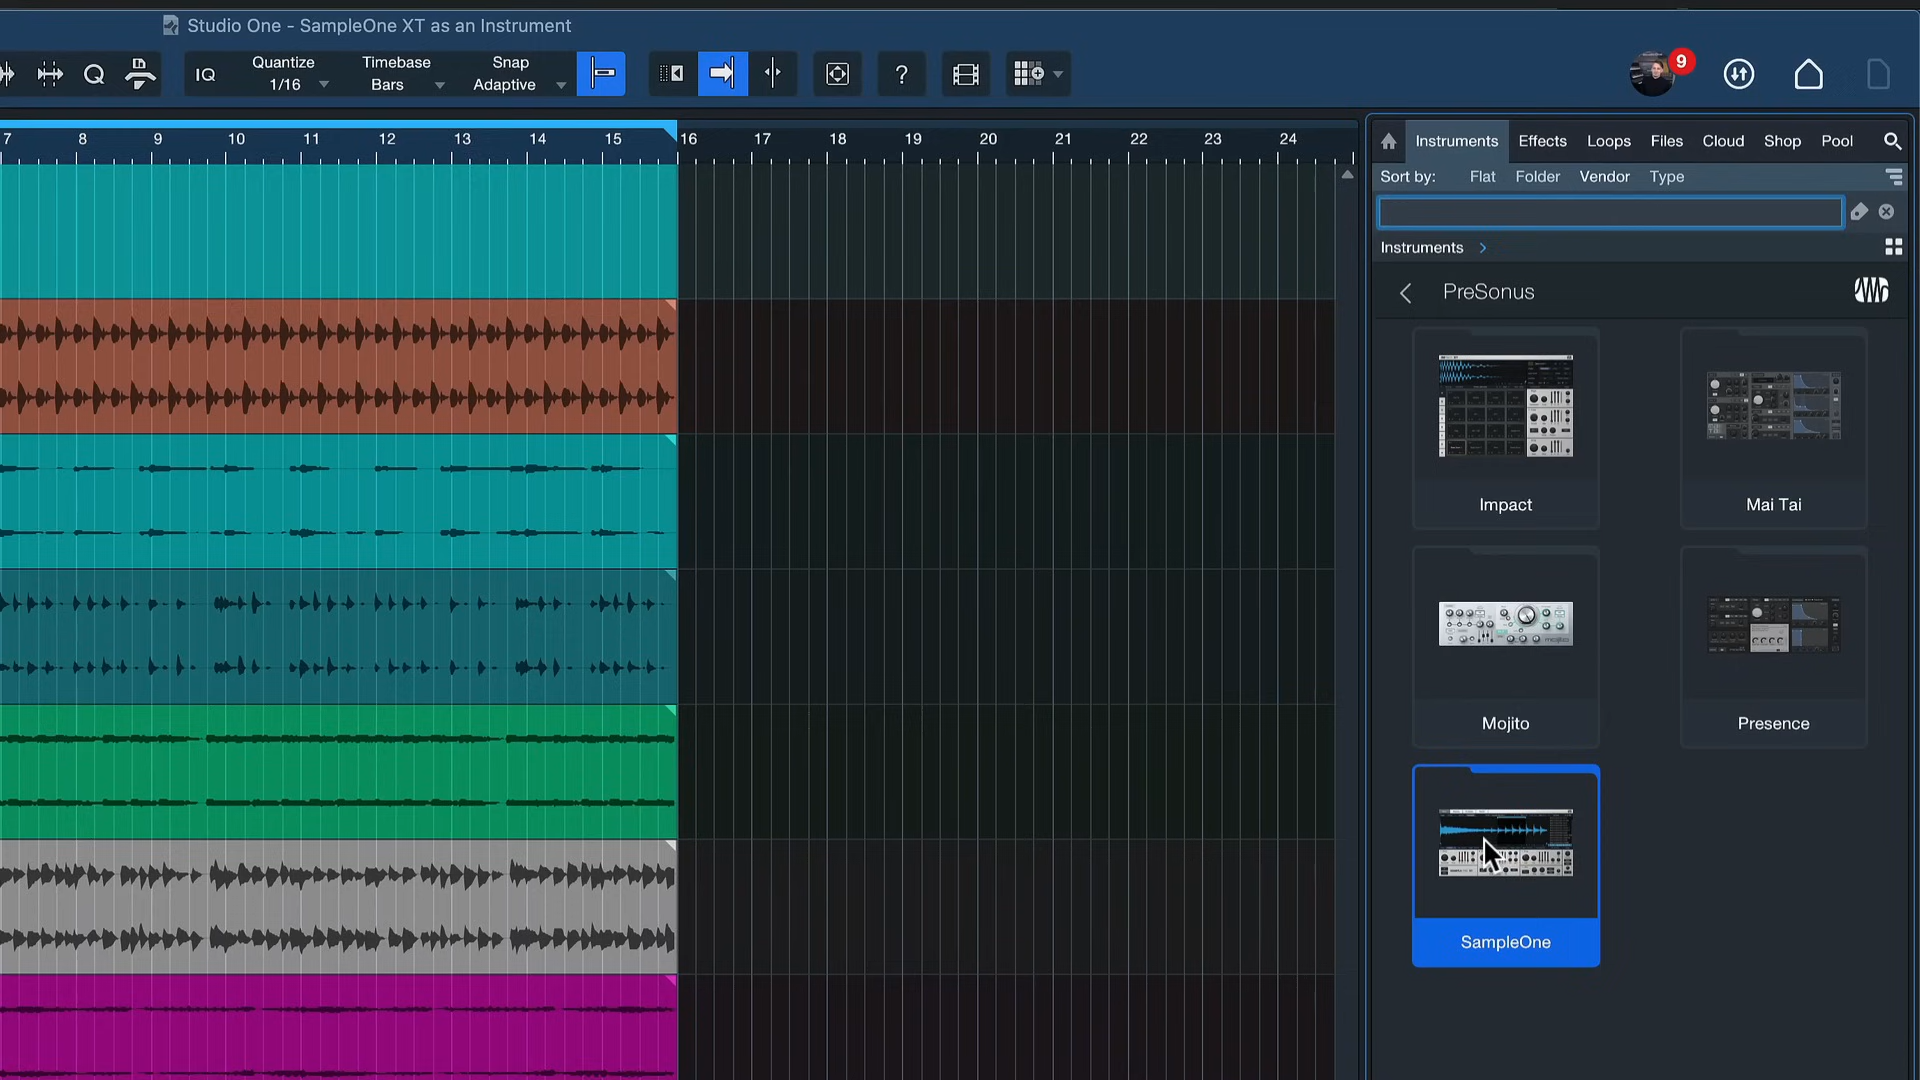 Studio One - SampleOne XT as an Instrument
IQ
Quantize
1/16
Timebase
Bars
Snap
Adaptive
?
9
7 8 9 10 11 12 13 14 15 16 17 18 19 20 21 22 23 24
Instruments Effects Loops Files Cloud Shop Pool
Sort by: Flat Folder Vendor Type
Instruments >
PreSonus
Impact
Mai Tai
Mojito
Presence
SampleOne